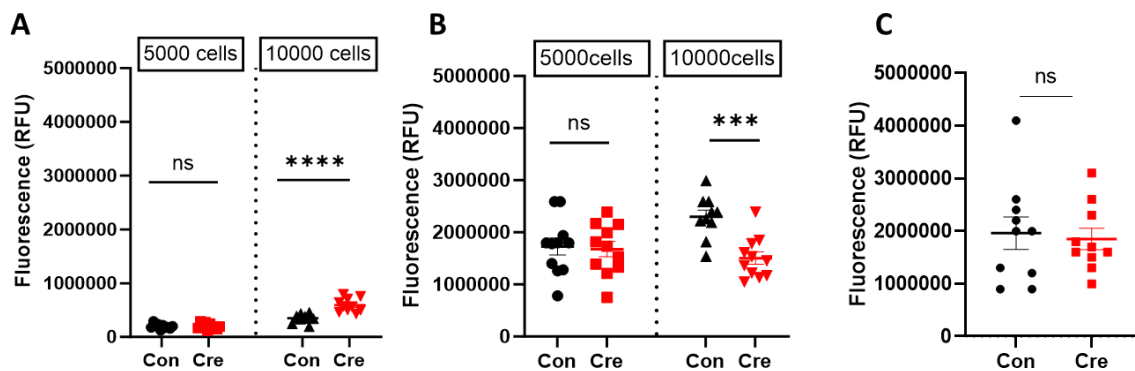 A
5000 cells
10000 cells
Fluorescence (RFU)
5000000
4000000
3000000
2000000
1000000
0
ns
****
Con
Cre
Con
Cre
B
5000cells
10000cells
Fluorescence (RFU)
5000000
4000000
3000000
2000000
1000000
0
ns
***
Con
Cre
Con
Cre
C
Fluorescence (RFU)
5000000
4000000
3000000
2000000
1000000
0
ns
Con
Cre